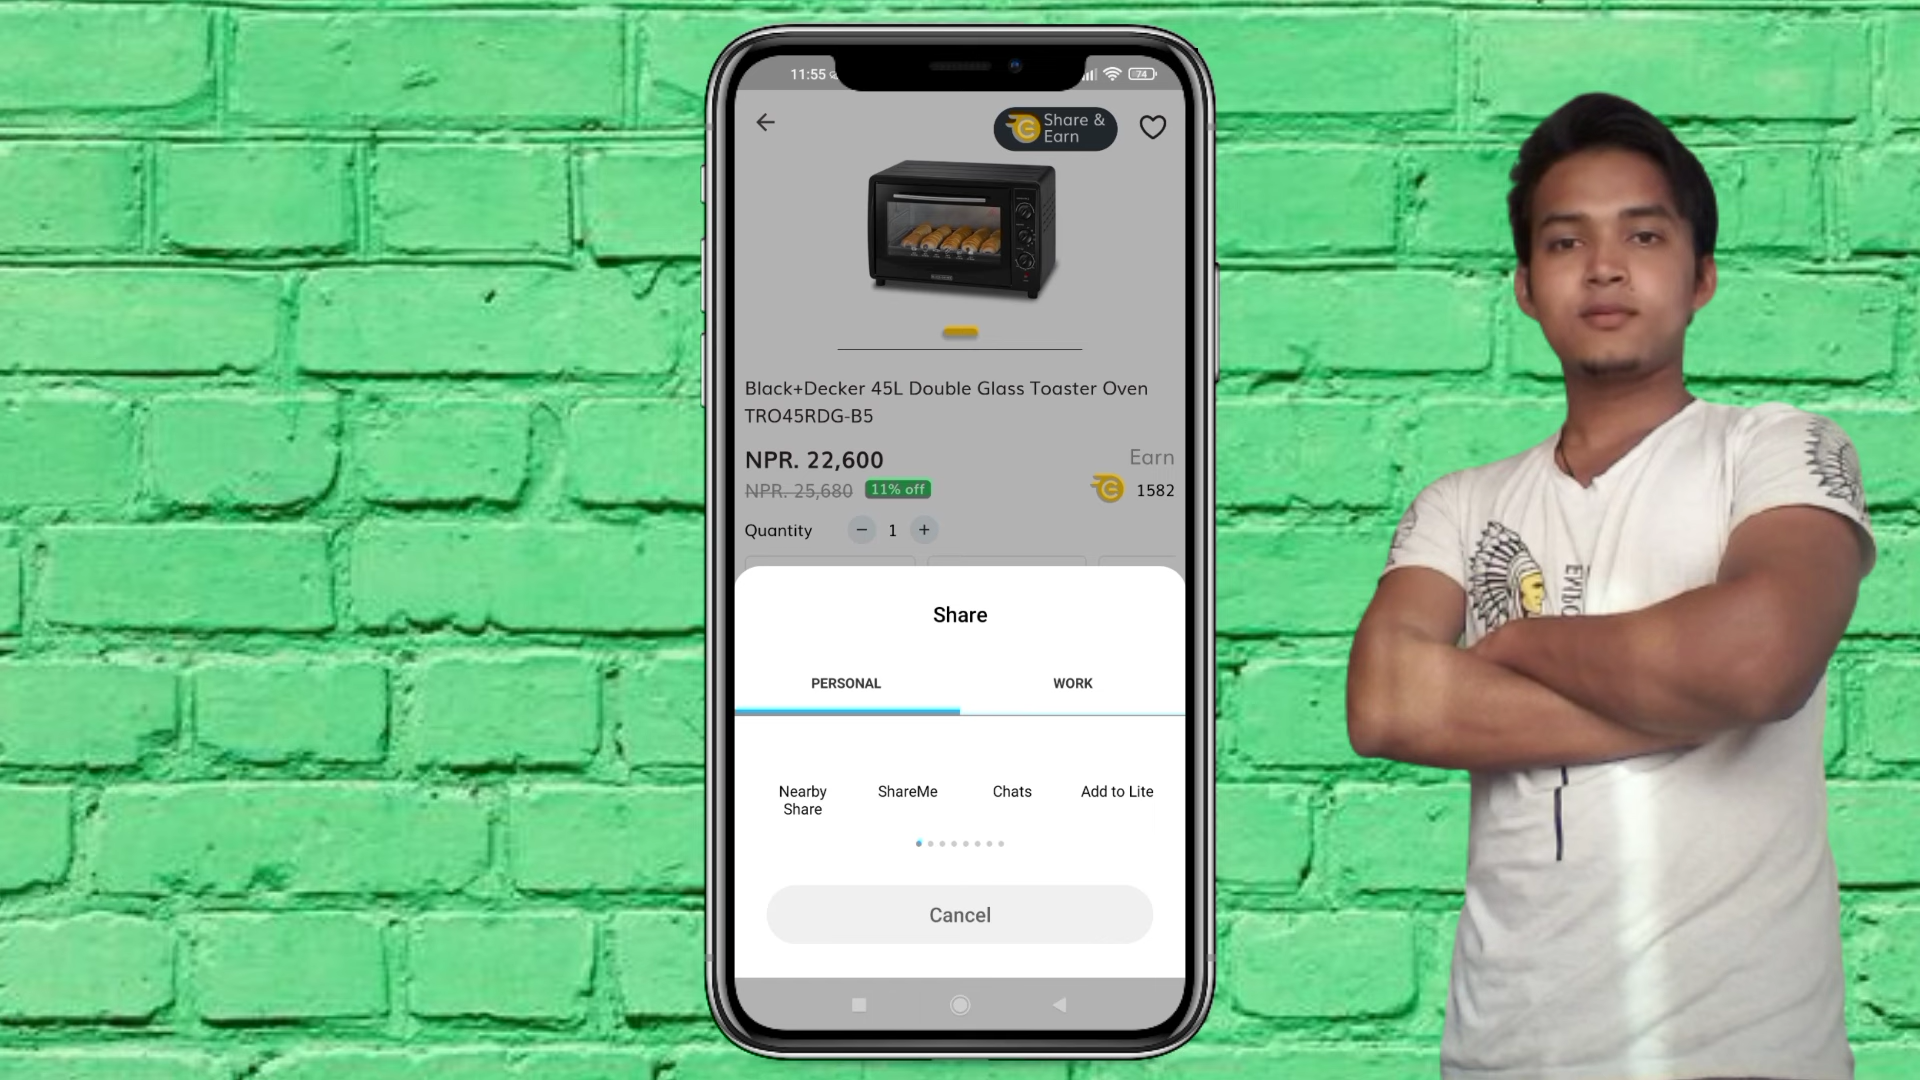 11:55
74
Share &
Earn
Black+Decker 45L Double Glass Toaster Oven
TRO45RDG-B5
NPR. 22,600
Earn
NPR. 25,680 11% off
1582
Quantity − 1 +
Share
PERSONAL WORK
Nearby
Share
ShareMe
Chats
Add to Lite
Cancel